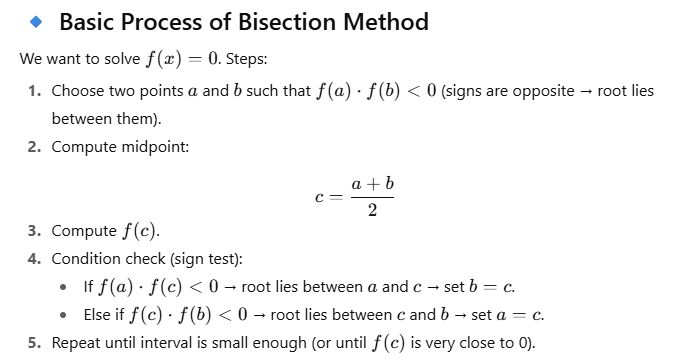 Basic Process of Bisection Method
We want to solve f(x) = 0. Steps:
1. Choose two points a and b such that f(a) · f(b) < 0 (signs are opposite → root lies
between them).
2. Compute midpoint:
c = \frac{a + b}{2}
3. Compute f(c).
4. Condition check (sign test):
• If f(a) · f(c) < 0 → root lies between a and c → set b = c.
• Else if f(c) · f(b) < 0 → root lies between c and b → set a = c.
5. Repeat until interval is small enough (or until f(c) is very close to 0).